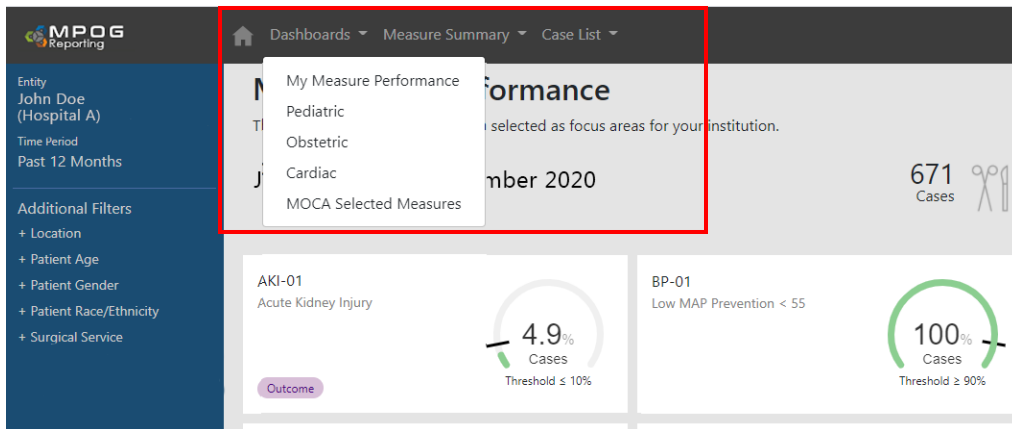 MPOG
Reporting
Dashboards
Measure Summary
Case List
Entity
John Doe
(Hospital A)
Time Period
Past 12 Months
Additional Filters
+ Location
+ Patient Age
+ Patient Gender
+ Patient Race/Ethnicity
+ Surgical Service
My Measure Performance
Pediatric
Obstetric
Cardiac
MOCA Selected Measures
formance
selected as focus areas for your institution.
mber 2020
671
Cases
AKI-01
Acute Kidney Injury
4.9%
Cases
Threshold ≤ 10%
Outcome
BP-01
Low MAP Prevention < 55
100%
Cases
Threshold ≥ 90%